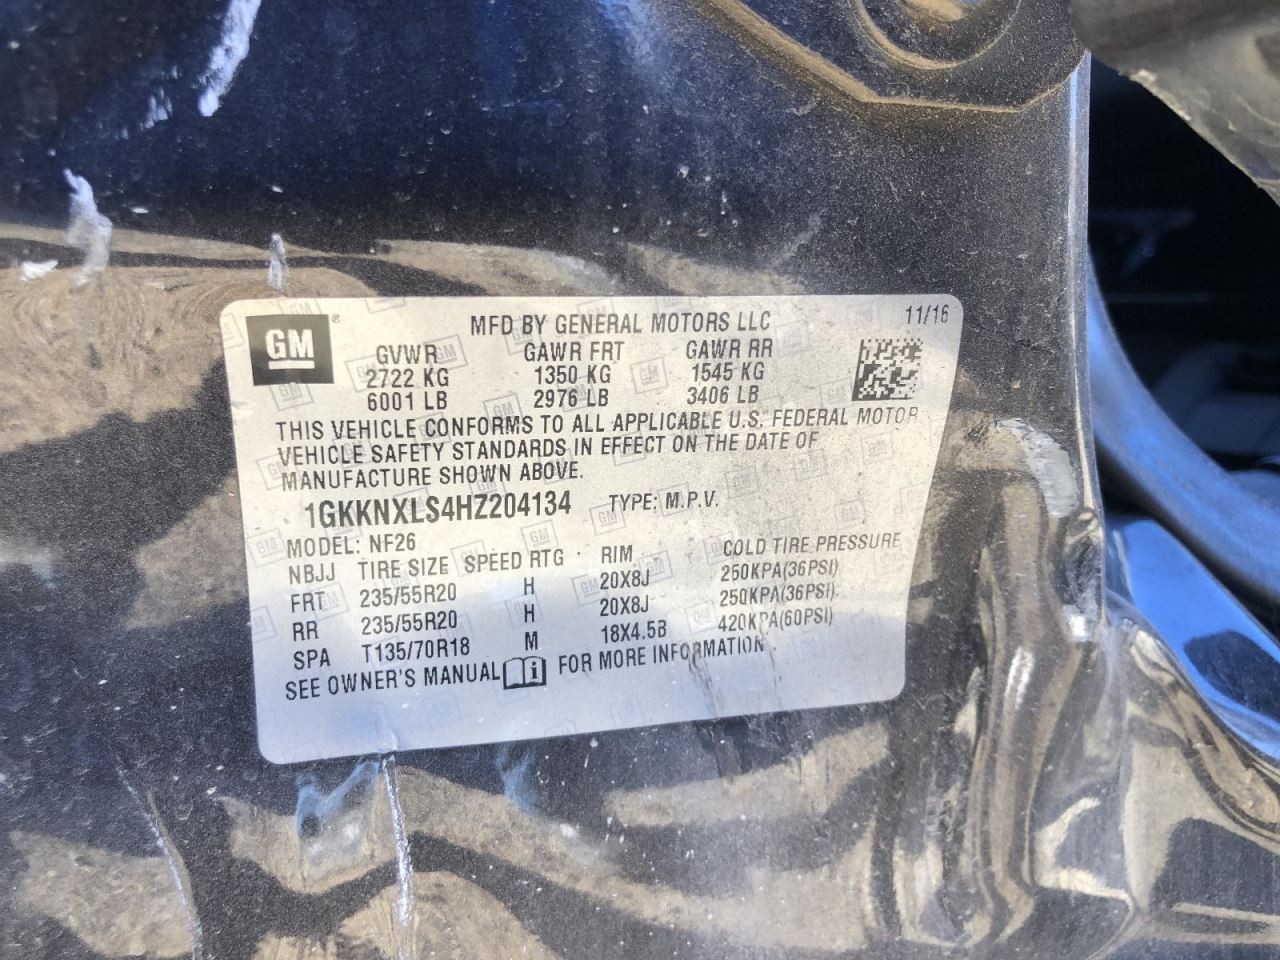 GM ® MFD BY GENERAL MOTORS LLC 11/16
GVWR GAWR FRT GAWR RR
2722 KG 1350 KG 1545 KG
6001 LB 2976 LB 3406 LB
THIS VEHICLE CONFORMS TO ALL APPLICABLE U.S. FEDERAL MOTOR
VEHICLE SAFETY STANDARDS IN EFFECT ON THE DATE OF
MANUFACTURE SHOWN ABOVE.
1GKKNXLS4HZ204134 TYPE: M.P.V.
MODEL: NF26
NBJJ TIRE SIZE SPEED RTG RIM COLD TIRE PRESSURE
FRT 235/55R20 H 20X8J 250KPA(36PSI)
RR 235/55R20 H 20X8J 250KPA(36PSI)
SPA T135/70R18 M 18X4.5B 420KPA(60PSI)
SEE OWNER'S MANUAL i FOR MORE INFORMATION